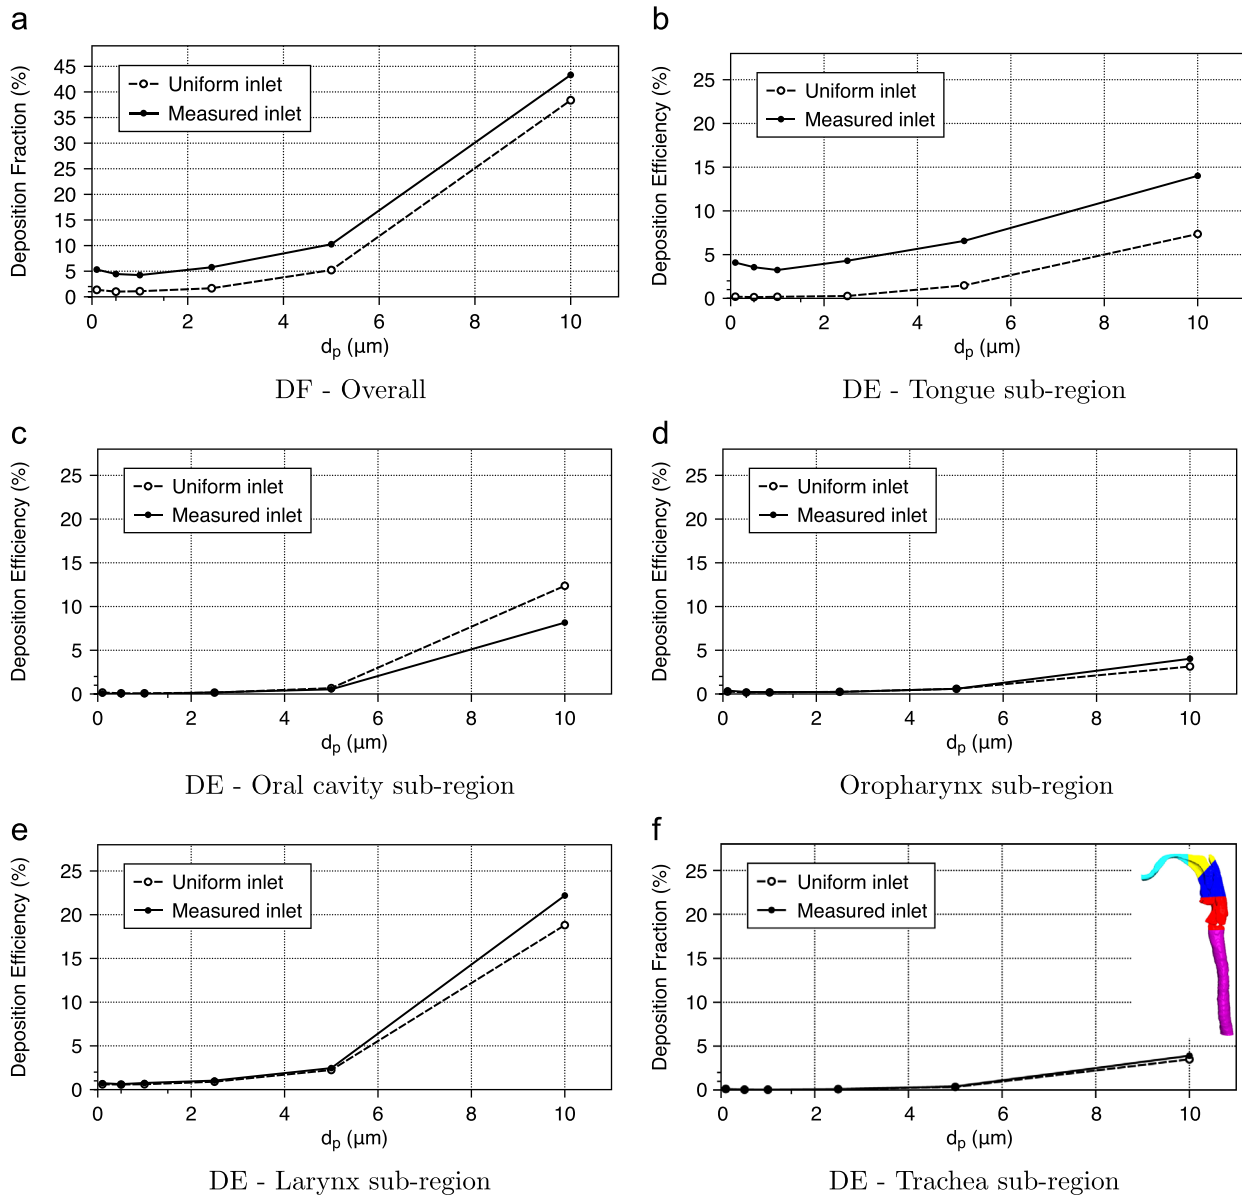 a
Deposition Fraction (%)
45
40
35
30
25
20
15
10
5
0
Uniform inlet
Measured inlet
0 2 4 6 8 10
dp (μm)
DF - Overall
b
Deposition Efficiency (%)
25
20
15
10
5
0
Uniform inlet
Measured inlet
0 2 4 6 8 10
dp (μm)
DE - Tongue sub-region
c
Deposition Efficiency (%)
25
20
15
10
5
0
Uniform inlet
Measured inlet
0 2 4 6 8 10
dp (μm)
DE - Oral cavity sub-region
d
Deposition Efficiency (%)
25
20
15
10
5
0
Uniform inlet
Measured inlet
0 2 4 6 8 10
dp (μm)
Oropharynx sub-region
e
Deposition Efficiency (%)
25
20
15
10
5
0
Uniform inlet
Measured inlet
0 2 4 6 8 10
dp (μm)
DE - Larynx sub-region
f
Deposition Fraction (%)
25
20
15
10
5
0
Uniform inlet
Measured inlet
0 2 4 6 8 10
dp (μm)
DE - Trachea sub-region